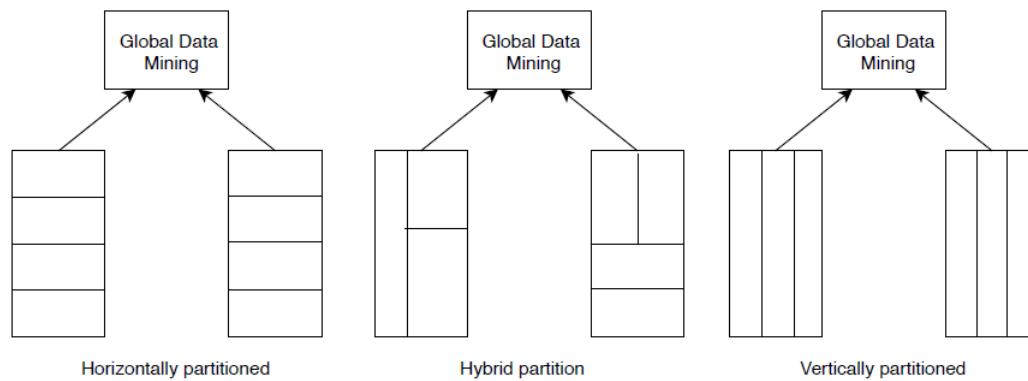 Global Data
Mining
Global Data
Mining
Global Data
Mining
Horizontally partitioned
Hybrid partition
Vertically partitioned